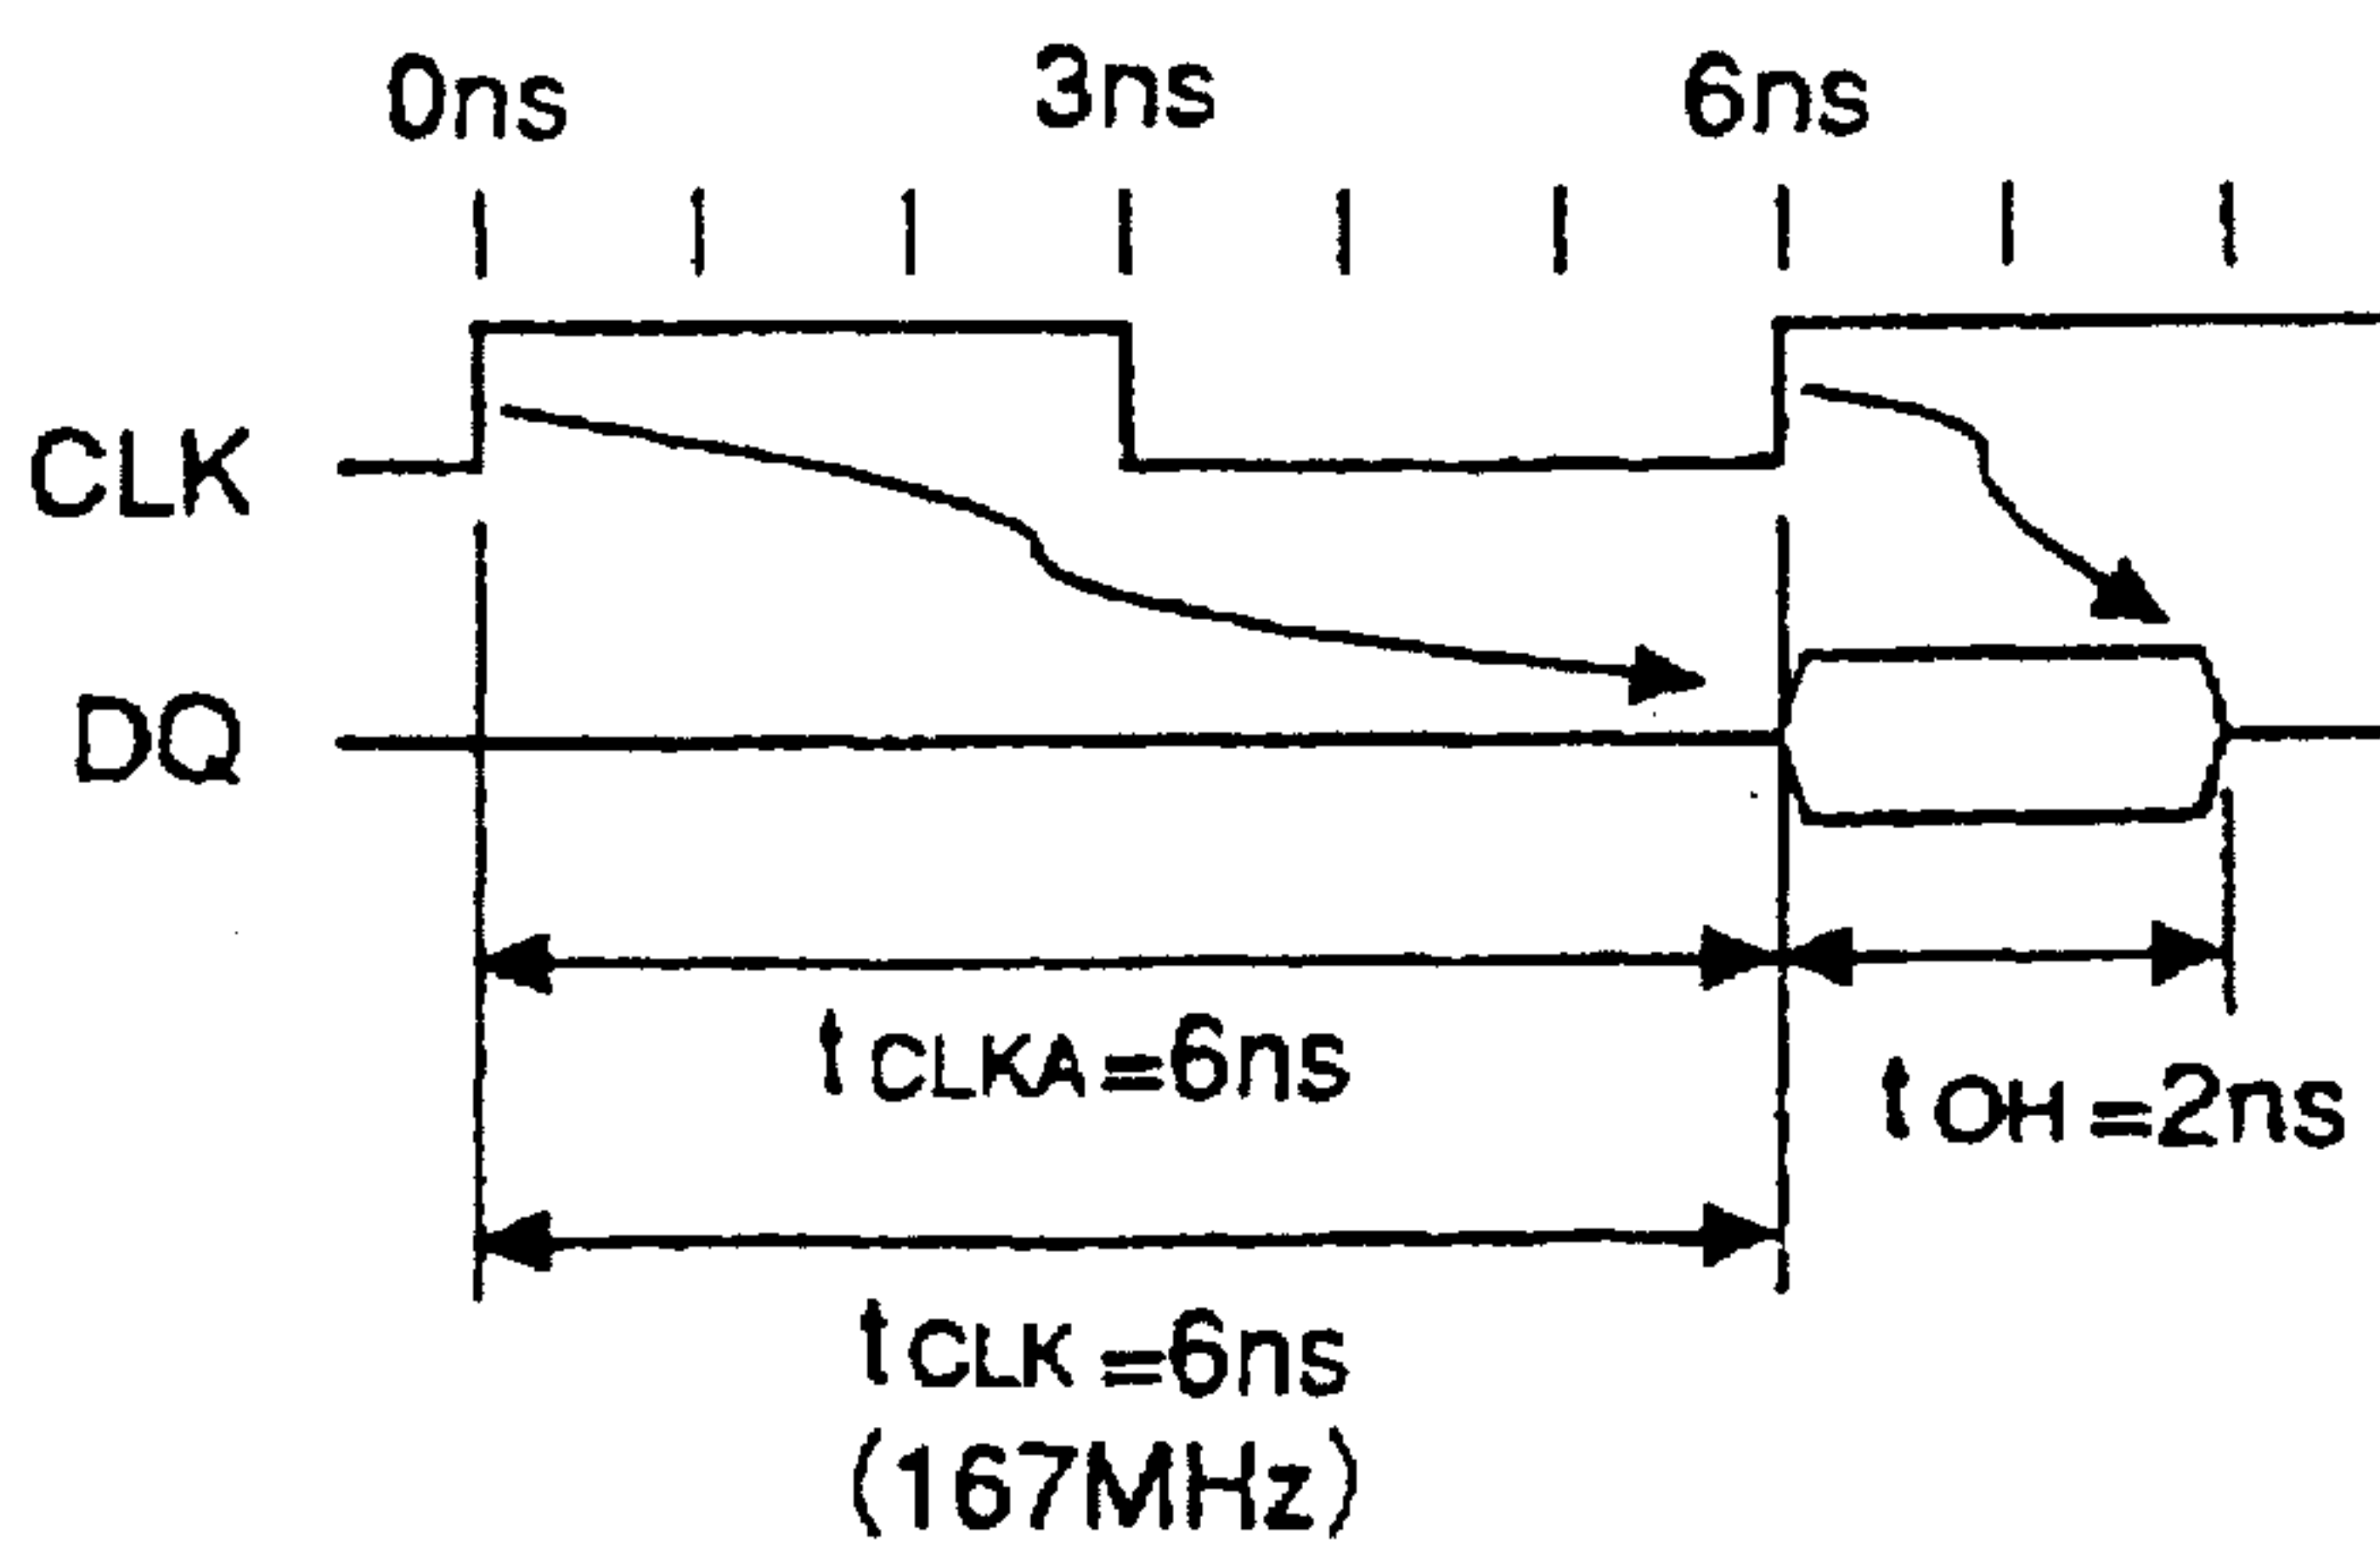 0ns 3ns 6ns
CLK
DQ
tCLKA=6ns
tOH=2ns
tCLK=6ns
(167MHz)